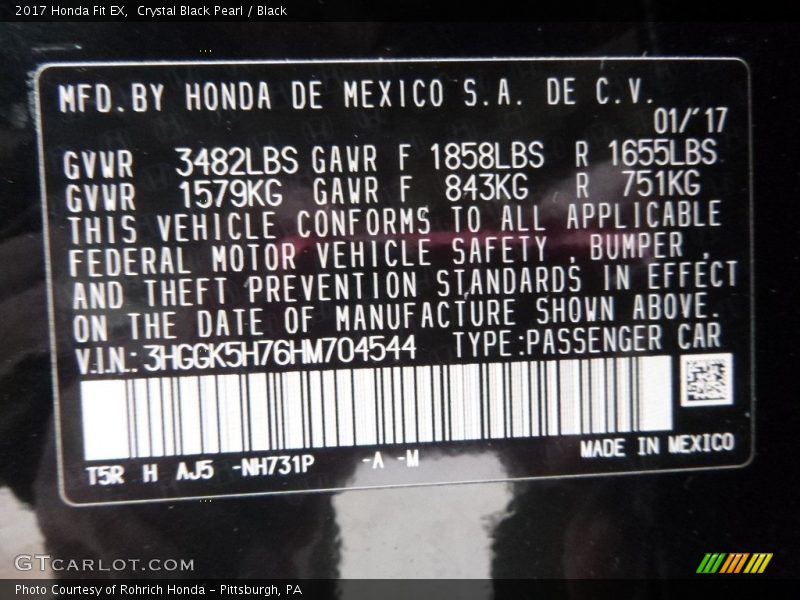 2017 Honda Fit EX,  Crystal Black Pearl / Black
MFD.BY HONDA DE MEXICO S.A. DE C.V.
01/'17
GVWR 3482LBS GAWR F 1858LBS R 1655LBS
GVWR 1579KG GAWR F 843KG R 751KG
THIS VEHICLE CONFORMS TO ALL APPLICABLE
FEDERAL MOTOR VEHICLE SAFETY , BUMPER ,
AND THEFT PREVENTION STANDARDS IN EFFECT
ON THE DATE OF MANUFACTURE SHOWN ABOVE.
V.I.N.: 3HGGK5H76HM704544 TYPE:PASSENGER CAR
T5R H AJ5 -NH731P -A -M
MADE IN MEXICO
GTCARLOT.COM
Photo Courtesy of Rohrich Honda - Pittsburgh, PA